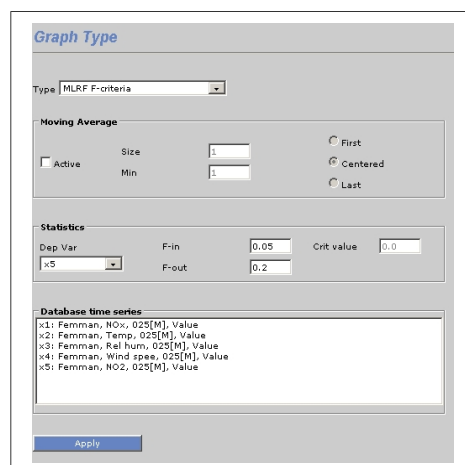 Graph Type
Type MLRF F-criteria
Moving Average
Active
Size 1
Min 1
First
Centered
Last
Statistics
Dep Var F-in 0.05 Crit value 0.0
x5 F-out 0.2
Database time series
x1: Femman, NOx, 025[M], Value
x2: Femman, Temp, 025[M], Value
x3: Femman, Rel hum, 025[M], Value
x4: Femman, Wind spee, 025[M], Value
x5: Femman, NO2, 025[M], Value
Apply